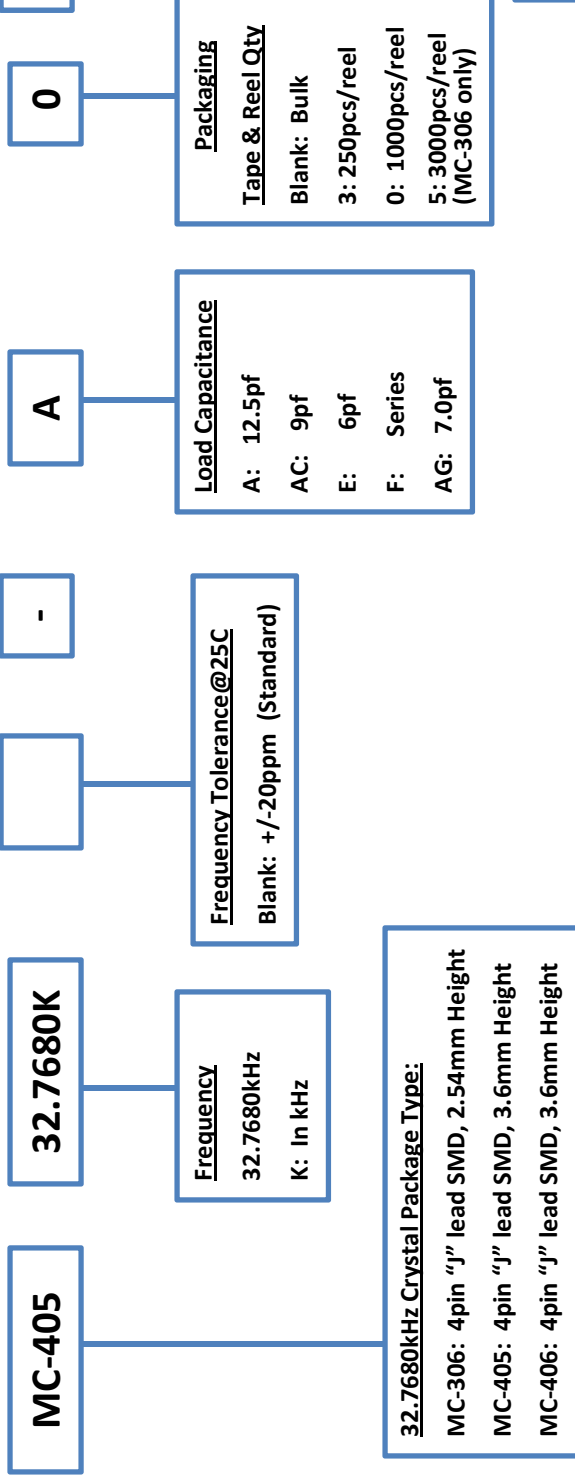 MC-405
32.7680K
-
A
0
32.7680kHz Crystal Package Type:
MC-306: 4pin “J” lead SMD, 2.54mm Height
MC-405: 4pin “J” lead SMD, 3.6mm Height
MC-406: 4pin “J” lead SMD, 3.6mm Height
Frequency
32.7680kHz
K: In kHz
Frequency Tolerance@25C
Blank: +/-20ppm (Standard)
Load Capacitance
A: 12.5pf
AC: 9pf
E: 6pf
F: Series
AG: 7.0pf
Packaging
Tape & Reel Qty
Blank: Bulk
3: 250pcs/reel
0: 1000pcs/reel
5: 3000pcs/reel
(MC-306 only)